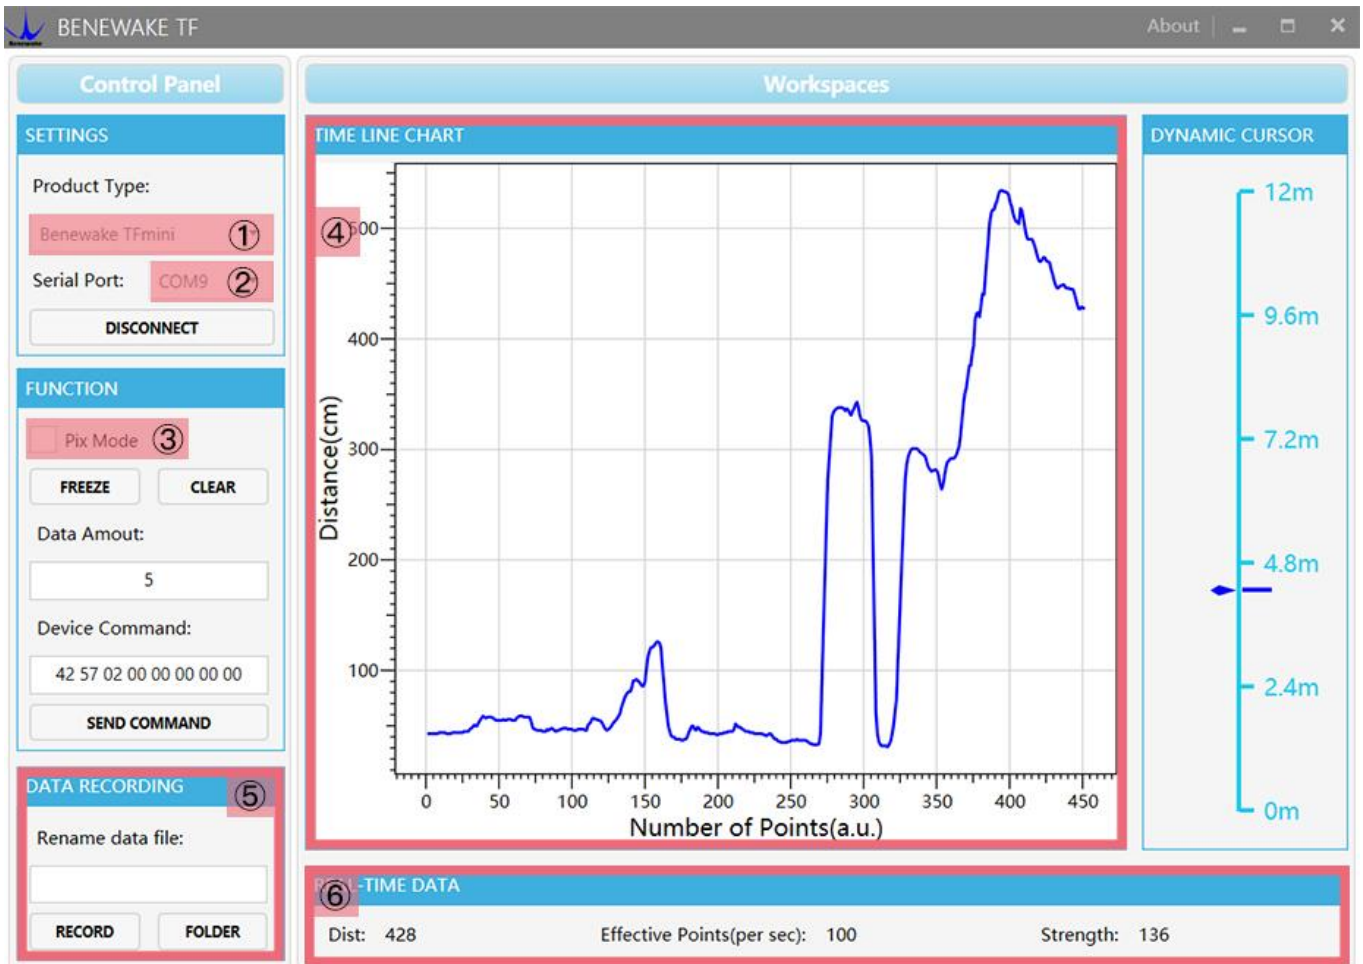 BENEWAKE TF
About
Benewake
Control Panel
SETTINGS
Product Type:
Benewake TFmini ①
Serial Port: COM9 ②
DISCONNECT
FUNCTION
Pix Mode ③
FREEZE CLEAR
Data Amout:
5
Device Command:
42 57 02 00 00 00 00 00
SEND COMMAND
DATA RECORDING ⑤
Rename data file:
RECORD FOLDER
Workspaces
TIME LINE CHART
④
500
400
300
200
100
Distance(cm)
0 50 100 150 200 250 300 350 400 450
Number of Points(a.u.)
DYNAMIC CURSOR
12m
9.6m
7.2m
4.8m
2.4m
0m
⑥ -TIME DATA
Dist: 428 Effective Points(per sec): 100 Strength: 136